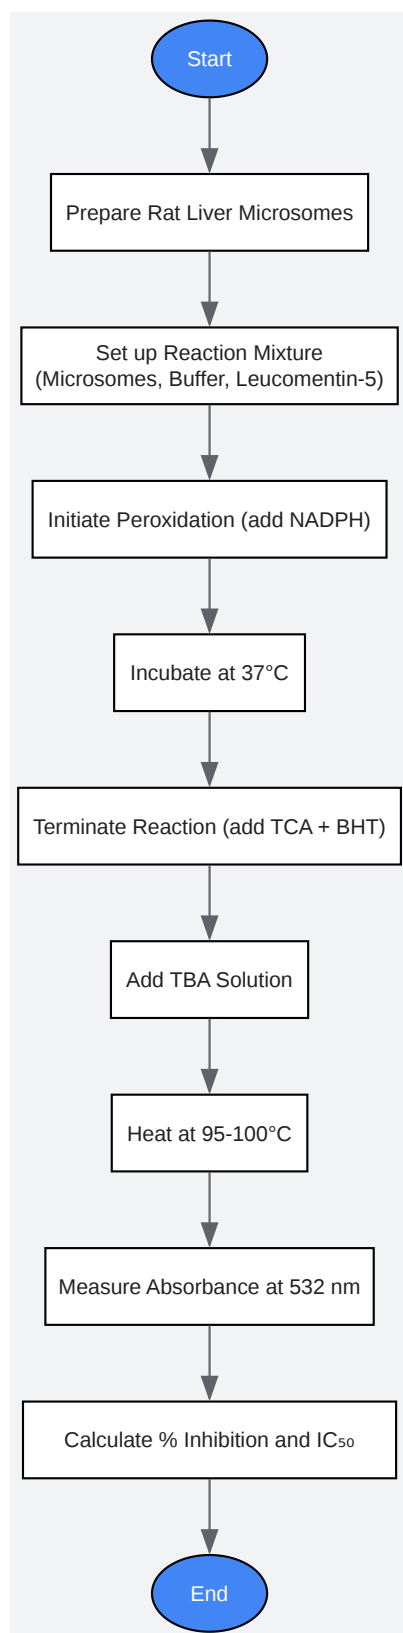 Start
Prepare Rat Liver Microsomes
Set up Reaction Mixture
(Microsomes, Buffer, Leucomentin-5)
Initiate Peroxidation (add NADPH)
Incubate at 37°C
Terminate Reaction (add TCA + BHT)
Add TBA Solution
Heat at 95-100°C
Measure Absorbance at 532 nm
Calculate % Inhibition and IC₅₀
End